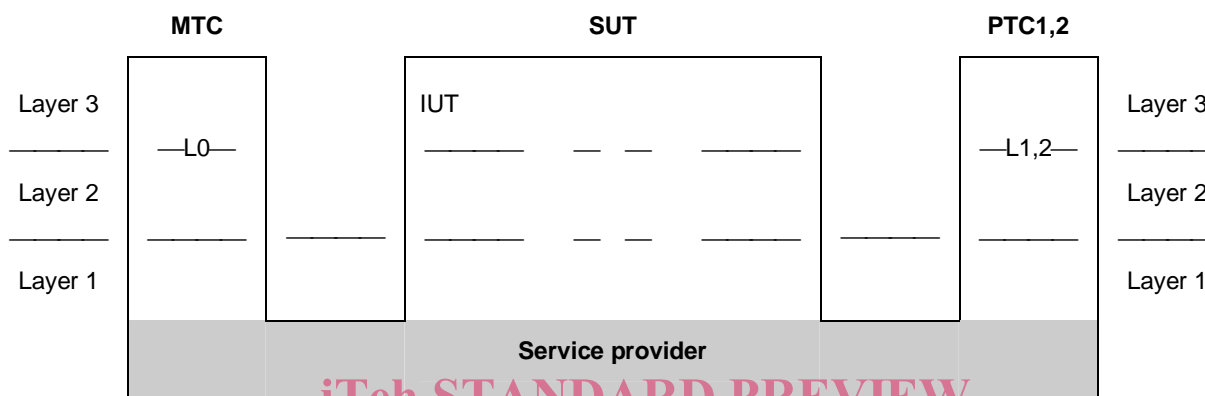 MTC SUT PTC1,2
Layer 3 IUT Layer 3
L0 L1,2
Layer 2 Layer 2
Layer 1 Layer 1
Service provider
iTeh STANDARD PREVIEW